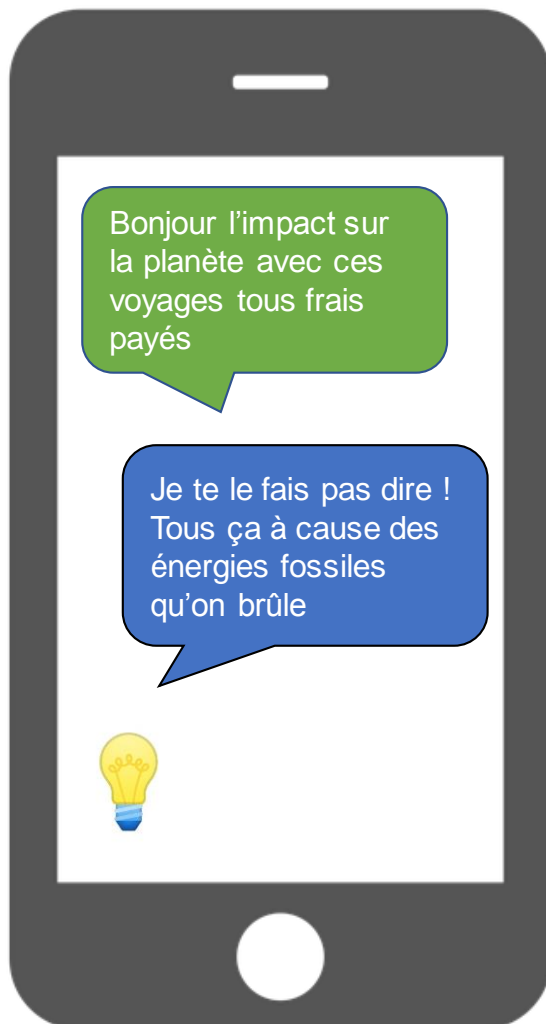 Bonjour l’impact sur
la planète avec ces
voyages tous frais
payés
Je te le fais pas dire !
Tous ça à cause des
énergies fossiles
qu’on brûle